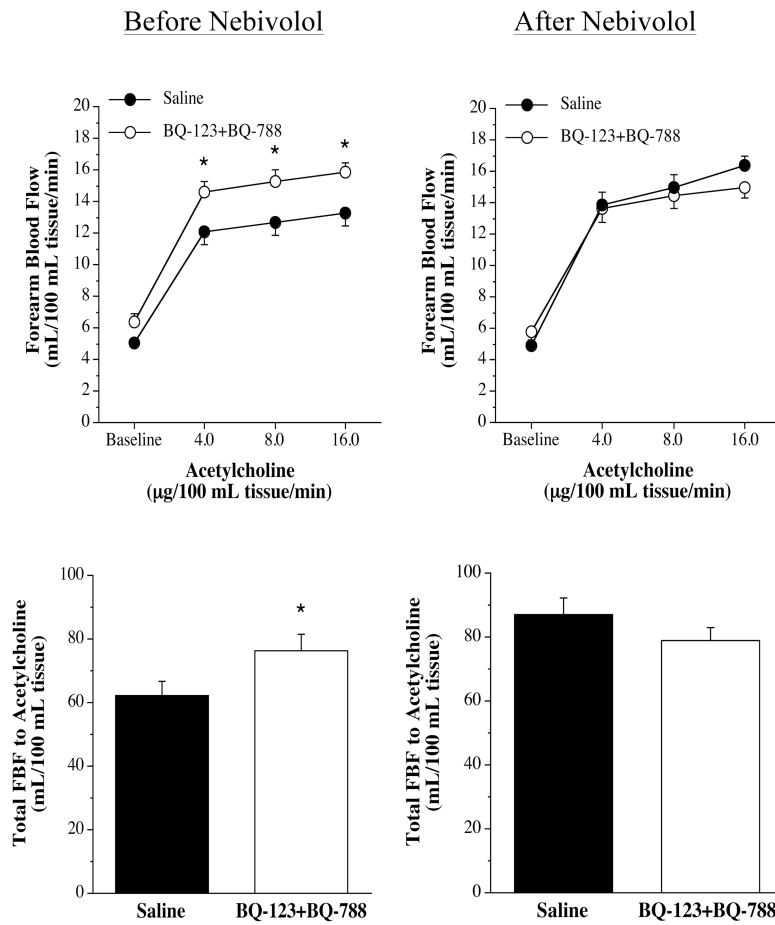 Before Nebivolol
After Nebivolol
Saline
BQ-123+BQ-788
Forearm Blood Flow
(mL/100 mL tissue/min)
20
18
16
14
12
10
8
6
4
2
0
*
*
*
Baseline
4.0
8.0
16.0
Acetylcholine
(µg/100 mL tissue/min)
Saline
BQ-123+BQ-788
Forearm Blood Flow
(mL/100 mL tissue/min)
20
18
16
14
12
10
8
6
4
2
0
Baseline
4.0
8.0
16.0
Acetylcholine
(µg/100 mL tissue/min)
Total FBF to Acetylcholine
(mL/100 mL tissue)
100
80
60
40
20
0
*
Saline
BQ-123+BQ-788
Total FBF to Acetylcholine
(mL/100 mL tissue)
100
80
60
40
20
0
Saline
BQ-123+BQ-788